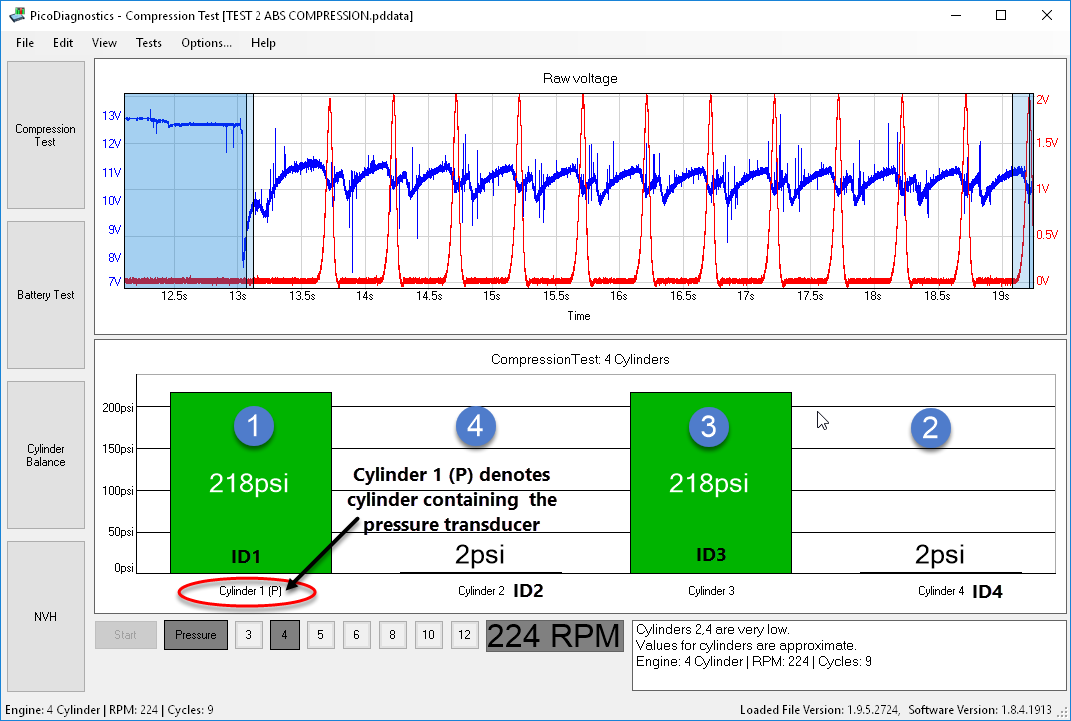 PicoDiagnostics - Compression Test [TEST 2 ABS COMPRESSION.pddata]
File Edit View Tests Options... Help
Compression
Test
Battery Test
Cylinder
Balance
NVH
Raw voltage
13V
12V
11V
10V
9V
8V
7V
2V
1.5V
1V
0.5V
0V
12.5s 13s 13.5s 14s 14.5s 15s 15.5s 16s 16.5s 17s 17.5s 18s 18.5s 19s
Time
CompressionTest: 4 Cylinders
200psi
150psi
100psi
50psi
0psi
1 4 3 2
218psi 218psi
Cylinder 1 (P) denotes
cylinder containing the
pressure transducer
2psi 2psi
ID1 ID3
Cylinder 1 (P) Cylinder 2 ID2 Cylinder 3 Cylinder 4 ID4
Start Pressure 3 4 5 6 8 10 12 224 RPM
Cylinders 2,4 are very low.
Values for cylinders are approximate.
Engine: 4 Cylinder | RPM: 224 | Cycles: 9
Engine: 4 Cylinder | RPM: 224 | Cycles: 9 Loaded File Version: 1.9.5.2724, Software Version: 1.8.4.1913